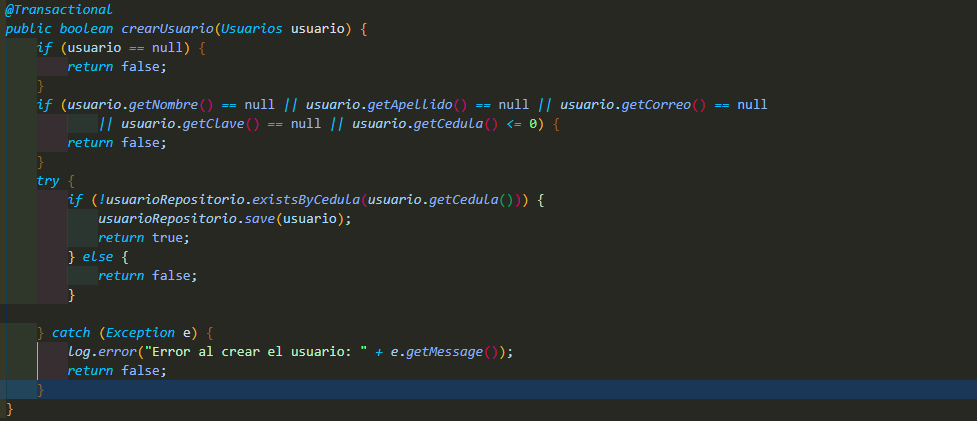 @Transactional
public boolean crearUsuario(Usuarios usuario) {
if (usuario == null) {
return false;
}
if (usuario.getNombre() == null || usuario.getApellido() == null || usuario.getCorreo() == null
|| usuario.getClave() == null || usuario.getCedula() <= 0) {
return false;
}
try {
if (!usuarioRepositorio.existsByCedula(usuario.getCedula())) {
usuarioRepositorio.save(usuario);
return true;
} else {
return false;
}
} catch (Exception e) {
log.error("Error al crear el usuario: " + e.getMessage());
return false;
}
}